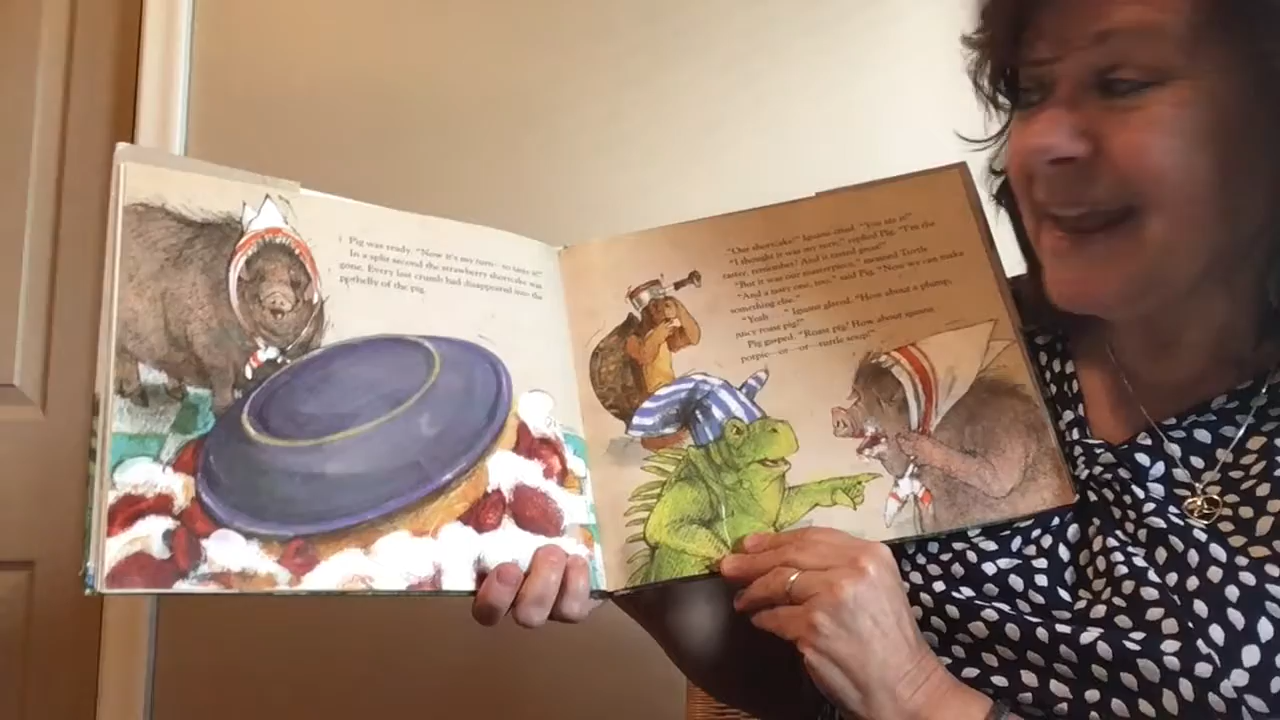 Pig was ready. "Now it's my turn—to taste it!"
In a split second the strawberry shortcake was
gone. Every last crumb had disappeared into the
potbelly of the pig.
"Our shortcake!" Iguana cried. "You ate it!"
"I thought it was my turn," replied Pig. "I'm the
taster, remember? And it tasted great!"
"But it was our masterpiece," moaned Turtle.
"And a tasty one, too," said Pig. "Now we can make
something else."
"Yeah . . ." Iguana glared. "How about a plump,
juicy roast pig?"
Pig gasped. "Roast pig? How about iguana
potpie—or—or—turtle soup!"